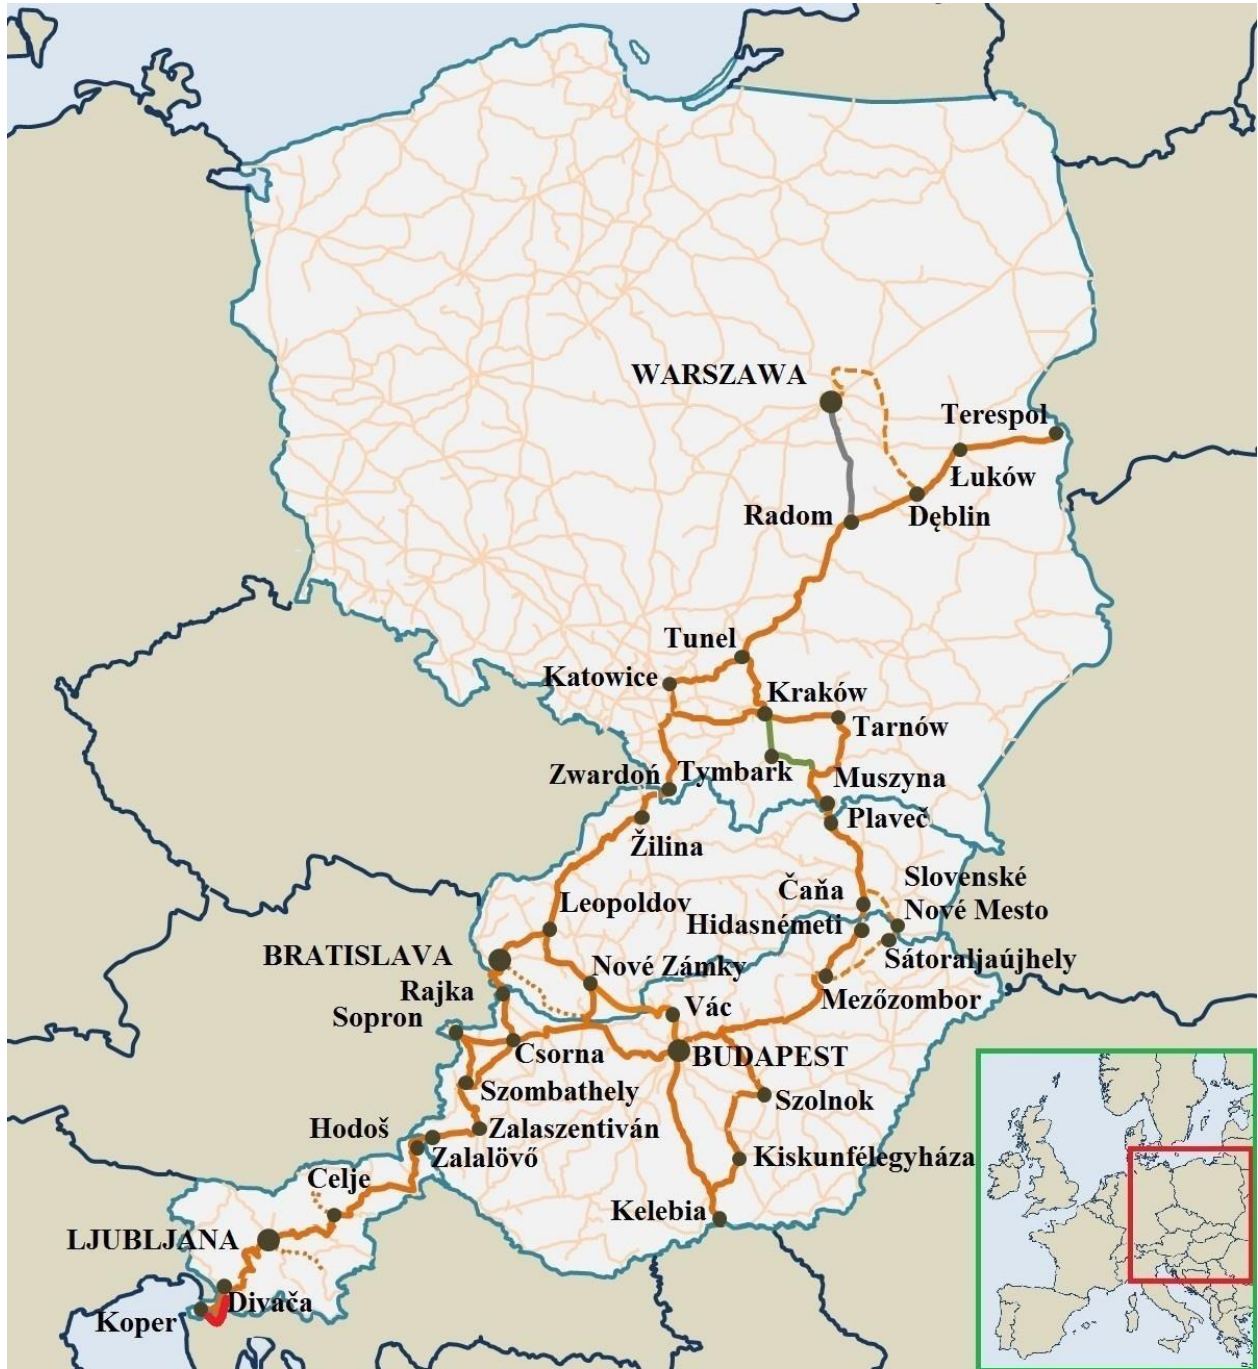 WARSZAWA
Terespol
Łuków
Radom
Dęblin
Tunel
Katowice
Kraków
Tarnów
Zwardoń
Tymbark
Muszyna
Plaveč
Žilina
Čaňa
Slovenské
Nové Mesto
Leopoldov
Hidasnémeti
BRATISLAVA
Nové Zámky
Sátoraljaújhely
Rajka
Vác
Mezőzombor
Sopron
Csorna
BUDAPEST
Szombathely
Szolnok
Hodoš
Zalaszentiván
Zalalövő
Kiskunfélegyháza
Celje
Kelebia
LJUBLJANA
Divača
Koper